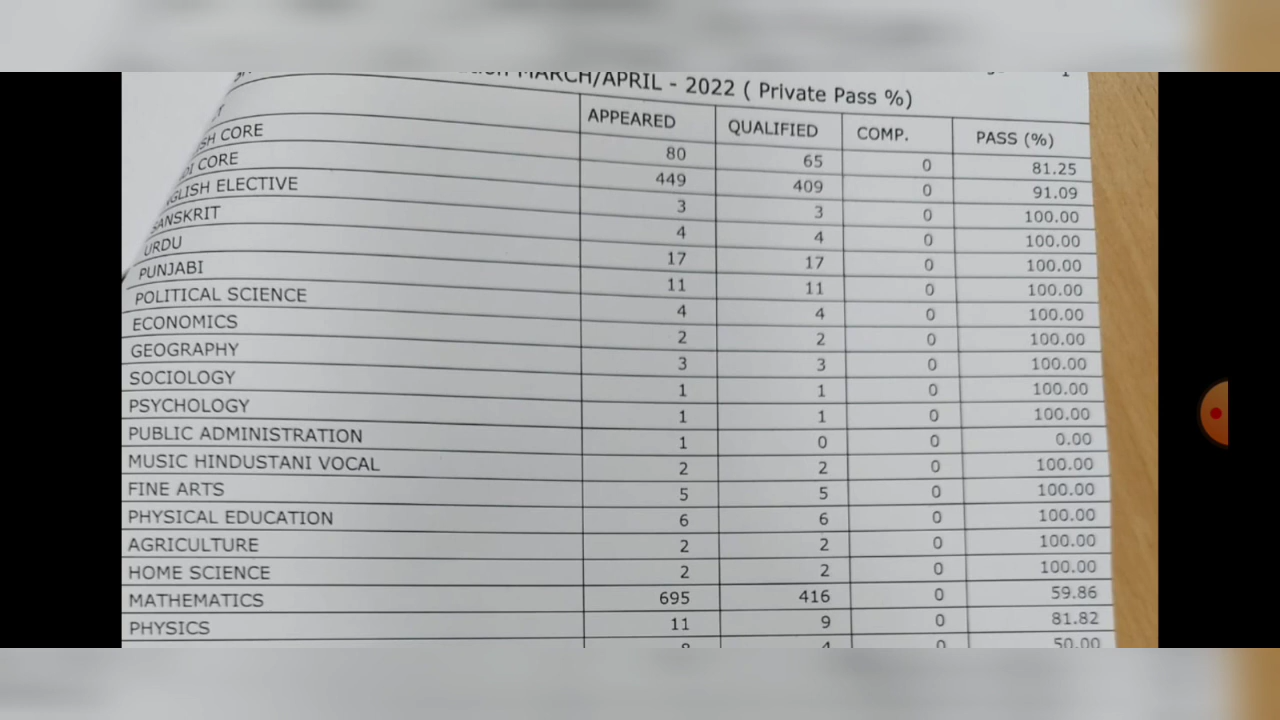 MARCH/APRIL - 2022 ( Private Pass %)
APPEARED QUALIFIED COMP. PASS (%)
SH CORE 80 65 0 81.25
DI CORE 449 409 0 91.09
GLISH ELECTIVE 3 3 0 100.00
SANSKRIT 4 4 0 100.00
URDU 17 17 0 100.00
PUNJABI 11 11 0 100.00
POLITICAL SCIENCE 4 4 0 100.00
ECONOMICS 2 2 0 100.00
GEOGRAPHY 3 3 0 100.00
SOCIOLOGY 1 1 0 100.00
PSYCHOLOGY 1 1 0 100.00
PUBLIC ADMINISTRATION 1 0 0 0.00
MUSIC HINDUSTANI VOCAL 2 2 0 100.00
FINE ARTS 5 5 0 100.00
PHYSICAL EDUCATION 6 6 0 100.00
AGRICULTURE 2 2 0 100.00
HOME SCIENCE 2 2 0 100.00
MATHEMATICS 695 416 0 59.86
PHYSICS 11 9 0 81.82
50.00